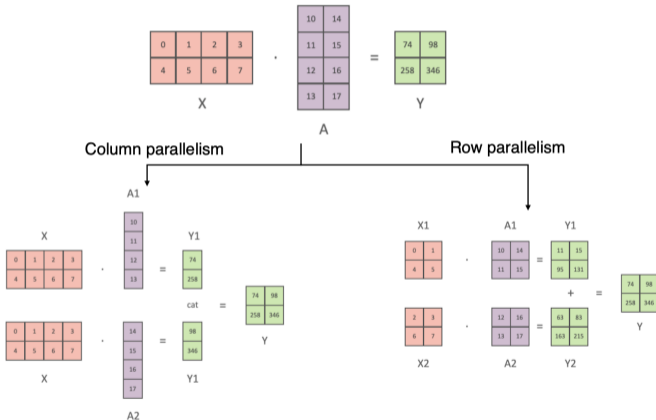 10 14
0 1 2 3
11 15
74 98
· =
4 5 6 7
12 16
258 346
13 17
X
A
Y
Column parallelism
Row parallelism
A1
X
10
11
12
13
0 1 2 3
4 5 6 7
· =
Y1
74
258
cat
0 1 2 3
4 5 6 7
X
·
14
15
16
17
A2
=
98
346
Y1
=
74 98
258 346
Y
X1
A1
Y1
0 1
4 5
·
10 14
11 15
=
11 15
95 131
+
2 3
6 7
X2
·
12 16
13 17
A2
=
63 83
163 215
Y2
=
74 98
258 346
Y